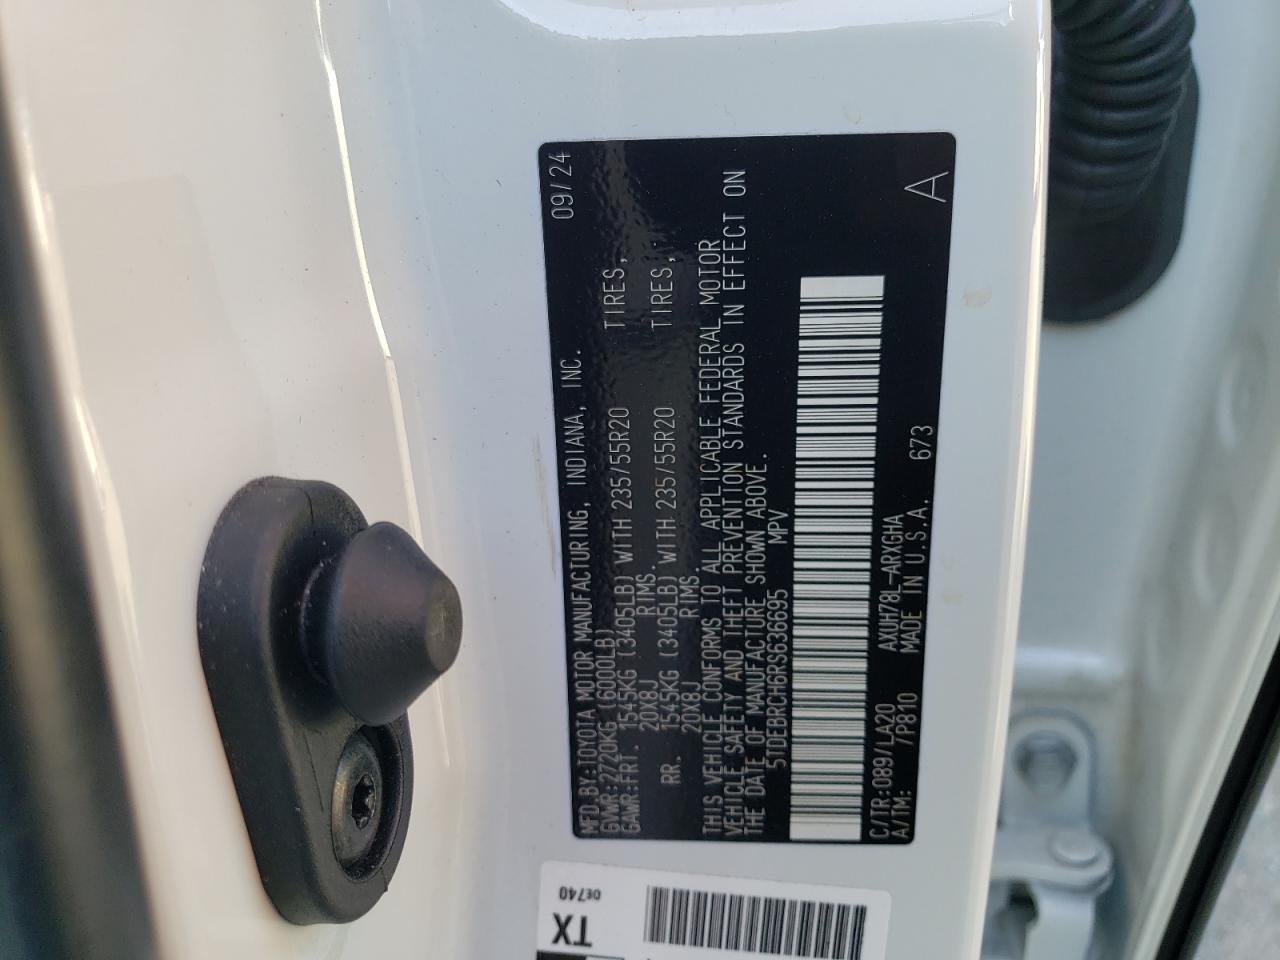 MFD.BY:TOYOTA MOTOR MANUFACTURING, INDIANA, INC. 09/24
GVWR:2720KG (6000LB)
GAWR:FRT. 1545KG (3405LB) WITH 235/55R20 TIRES,
20X8J RIMS.
RR. 1545KG (3405LB) WITH 235/55R20 TIRES,
20X8J RIMS.
THIS VEHICLE CONFORMS TO ALL APPLICABLE FEDERAL MOTOR
VEHICLE SAFETY AND THEFT PREVENTION STANDARDS IN EFFECT ON
THE DATE OF MANUFACTURE SHOWN ABOVE.
5TDEBRCH6RS636695 MPV
C/TR:089/LA20 AXUH78L-ARXGHA
A/TM: /P810 MADE IN U.S.A. 673 A
TX
OE740